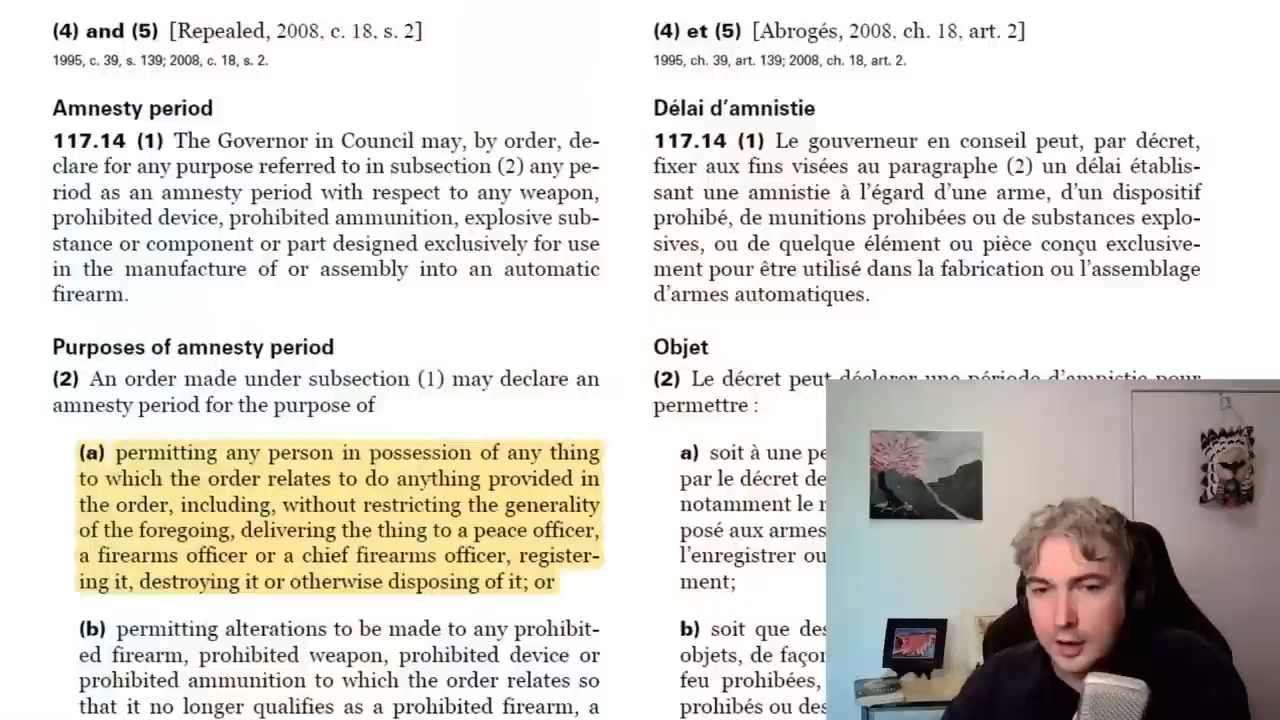 (4) and (5) [Repealed, 2008, c. 18, s. 2]
1995, c. 39, s. 139; 2008, c. 18, s. 2.
Amnesty period
117.14 (1) The Governor in Council may, by order, de-
clare for any purpose referred to in subsection (2) any pe-
riod as an amnesty period with respect to any weapon,
prohibited device, prohibited ammunition, explosive sub-
stance or component or part designed exclusively for use
in the manufacture of or assembly into an automatic
firearm.
Purposes of amnesty period
(2) An order made under subsection (1) may declare an
amnesty period for the purpose of
(a) permitting any person in possession of any thing
to which the order relates to do anything provided in
the order, including, without restricting the generality
of the foregoing, delivering the thing to a peace officer,
a firearms officer or a chief firearms officer, register-
ing it, destroying it or otherwise disposing of it; or
(b) permitting alterations to be made to any prohibit-
ed firearm, prohibited weapon, prohibited device or
prohibited ammunition to which the order relates so
that it no longer qualifies as a prohibited firearm, a
(4) et (5) [Abrogés, 2008, ch. 18, art. 2]
1995, ch. 39, art. 139; 2008, ch. 18, art. 2.
Délai d’amnistie
117.14 (1) Le gouverneur en conseil peut, par décret,
fixer aux fins visées au paragraphe (2) un délai établis-
sant une amnistie à l’égard d’une arme, d’un dispositif
prohibé, de munitions prohibées ou de substances explo-
sives, ou de quelque élément ou pièce conçu exclusive-
ment pour être utilisé dans la fabrication ou l’assemblage
d’armes automatiques.
Objet
(2) Le décret peut déclarer une période d’amnistie pour
permettre :
a) soit à une pe
par le décret de
notamment le r
posé aux armes
l’enregistrer ou
ment;
b) soit que des
objets, de façon
feu prohibées,
prohibés ou des